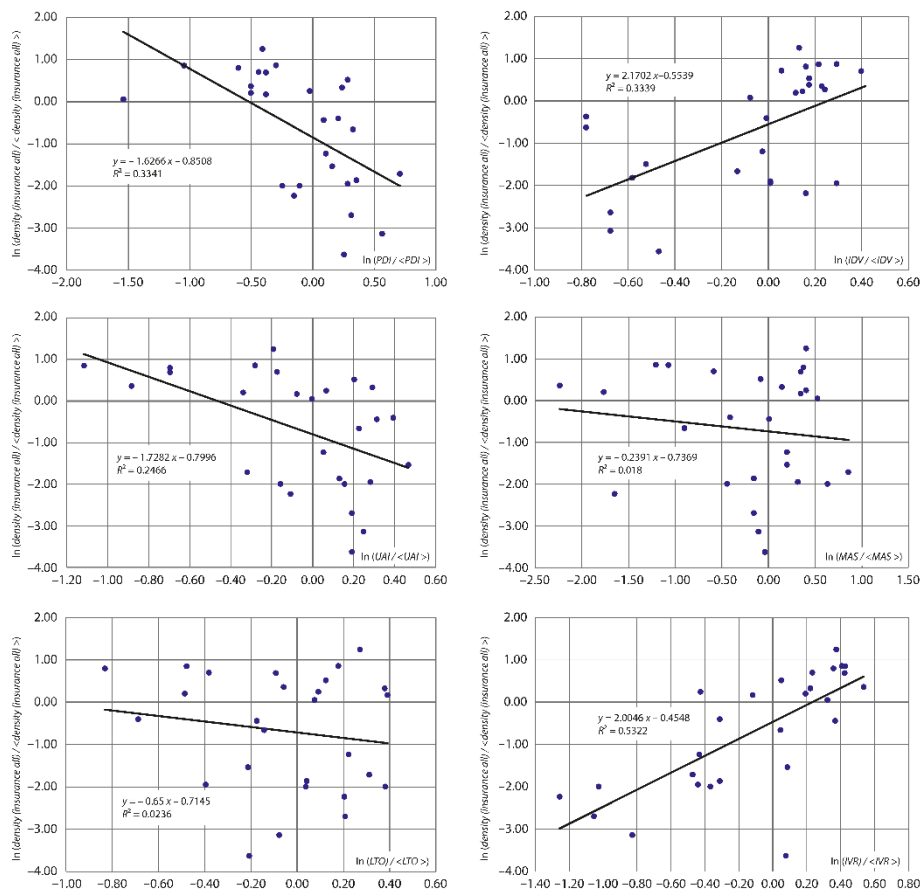 ln (density (insurance all) / < density (insurance all) >)
2.00
1.00
0.00
−1.00
−2.00
−3.00
−4.00
y = − 1.6266 x − 0.8508
R² = 0.3341
ln (PDI / <PDI >)
−2.00 −1.50 −1.00 −0.50 0.00 0.50 1.00
ln (density (insurance all) / <density (insurance all) >)
2.00
1.00
0.00
−1.00
−2.00
−3.00
−4.00
y = 2.1702 x–0.5539
R² = 0.3339
ln (IDV / <IDV >)
−1.00 −0.80 −0.60 −0.40 −0.20 0.00 0.20 0.40 0.60
ln (density (insurance all) / <density (insurance all) >)
2.00
1.00
0.00
−1.00
−2.00
−3.00
−4.00
y = − 1.7282 x − 0.7996
R² = 0.2466
ln (UAI / <UAI >)
−1.20 −1.00 −0.80 −0.60 −0.40 −0.20 0.00 0.20 0.40 0.60
ln (density (insurance all) / <density (insurance all) >)
2.00
1.00
0.00
−1.00
−2.00
−3.00
−4.00
y = − 0.2391 x − 0.7369
R² = 0.018
ln (MAS / <MAS >)
−2.50 −2.00 −1.50 −1.00 −0.50 0.00 0.50 1.00 1.50
ln (density (insurance all) / <density (insurance all) >)
2.00
1.00
0.00
−1.00
−2.00
−3.00
−4.00
y = − 0.65 x − 0.7145
R² = 0.0236
ln (LTO) / <LTO >)
−1.00 −0.80 −0.60 −0.40 −0.20 0.00 0.20 0.40 0.60
ln (density (insurance all) / <density (insurance all) >)
2.00
1.00
0.00
−1.00
−2.00
−3.00
−4.00
y = 2.0046 x − 0.4548
R² = 0.5322
ln (IVR) / <IVR >)
−1.40 −1.00 −0.80 −0.60 −0.40 −0.20 0.00 0.20 0.40 0.60 0.80